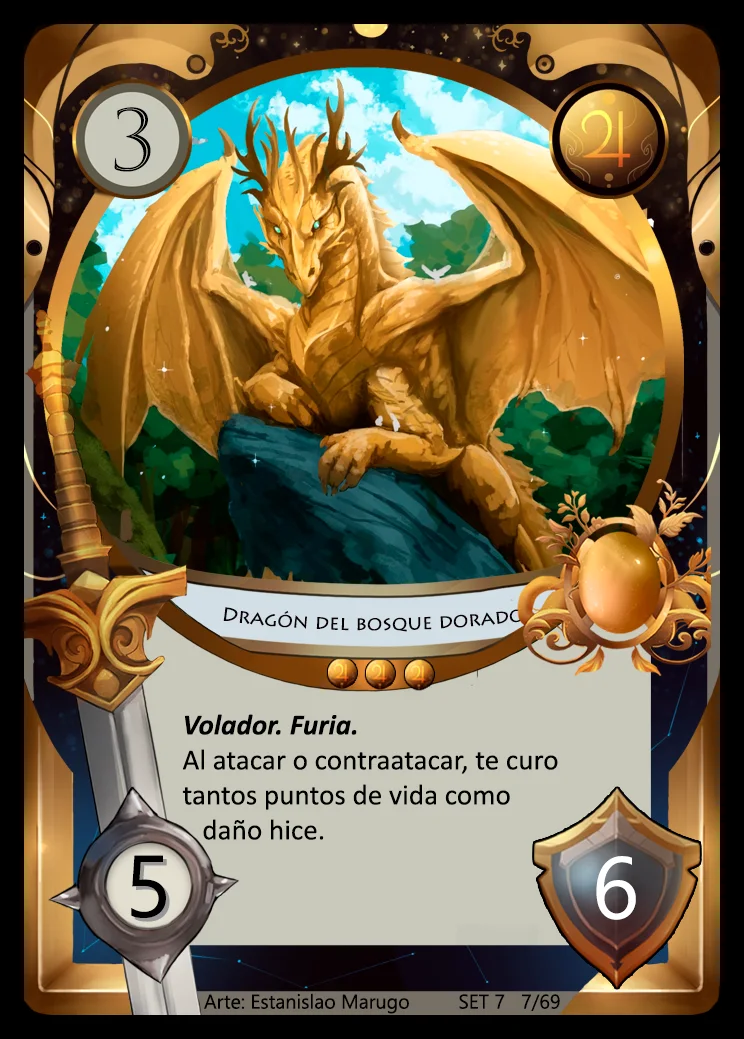 3 ♃
DRAGÓN DEL BOSQUE DORADO
♃ ♃ ♃
Volador. Furia.
Al atacar o contraatacar, te curo
tantos puntos de vida como
daño hice.
5
6
Arte: Estanislao Marugo SET 7 7/69